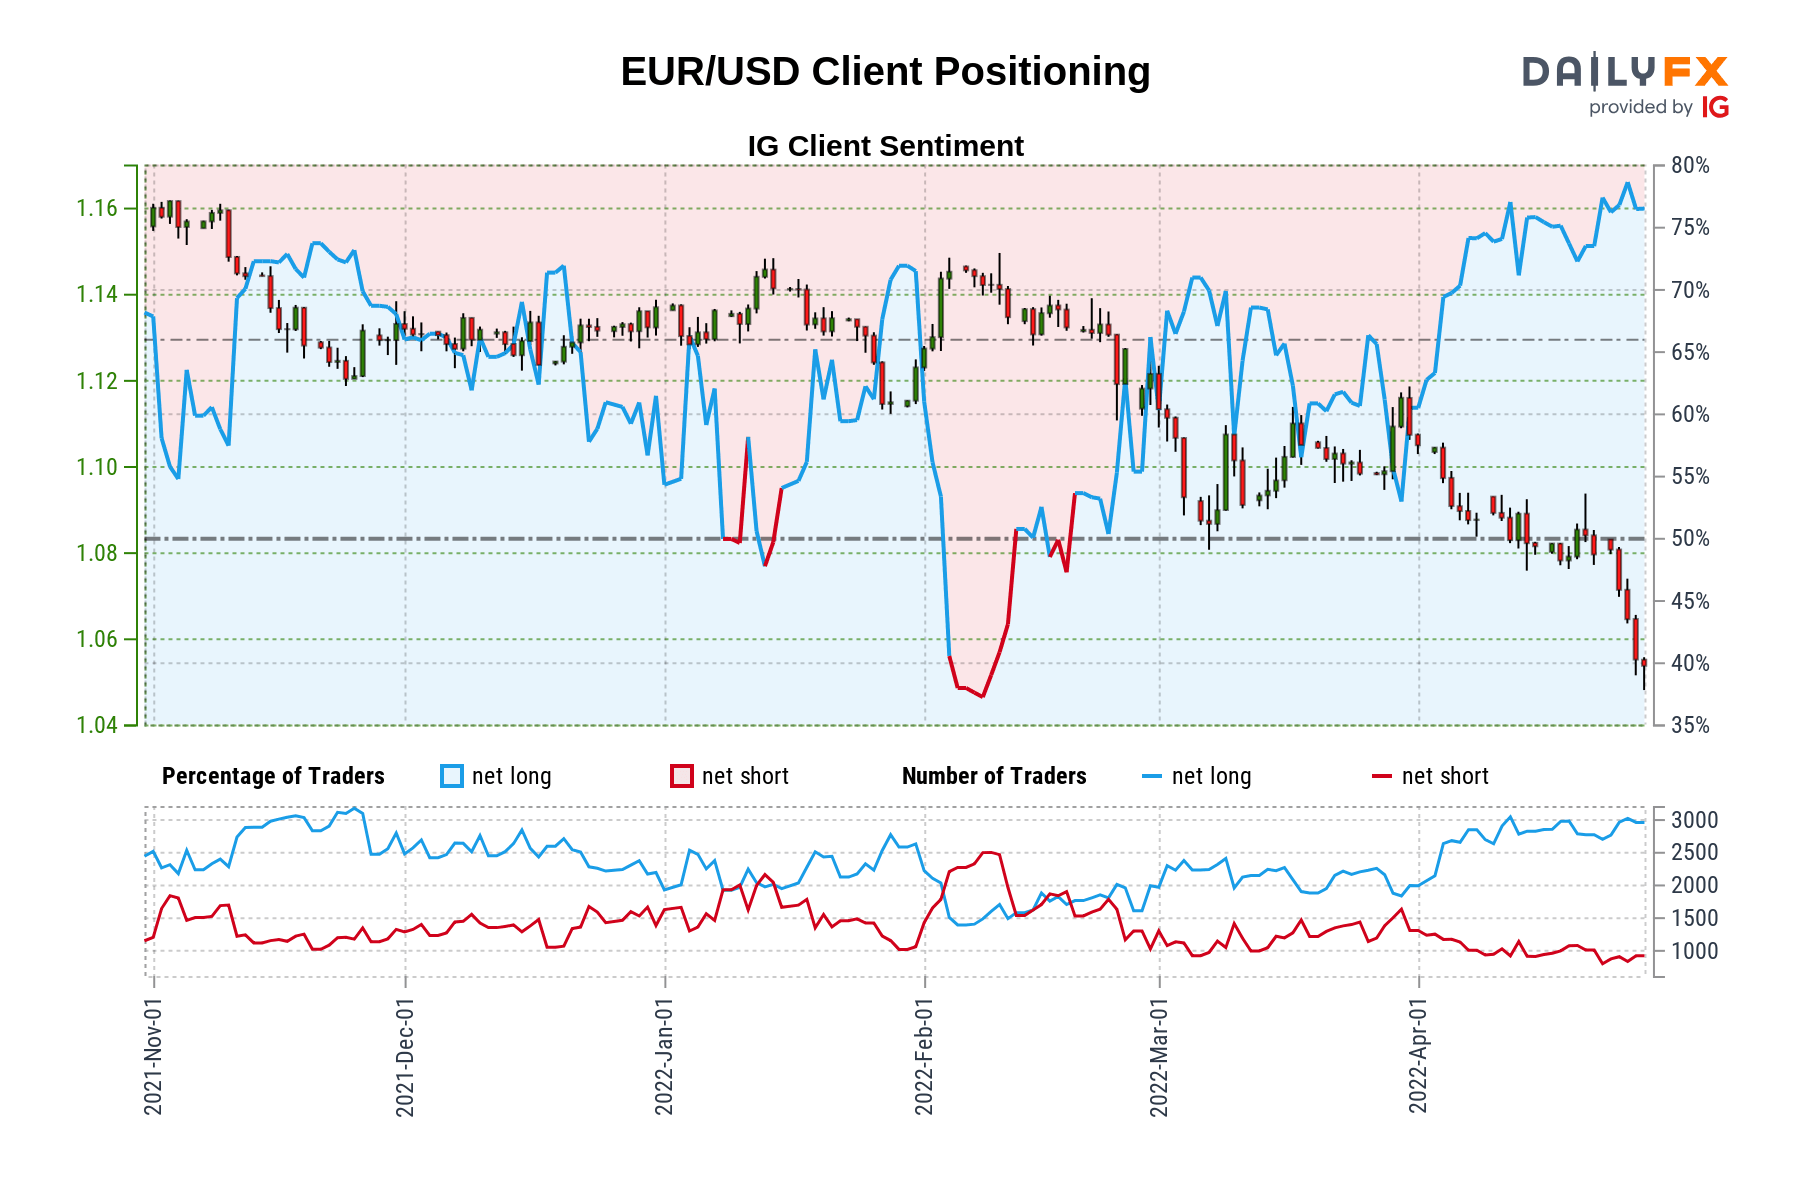 EUR/USD Client Positioning
DAILYFX
provided by IG
IG Client Sentiment
1.16
1.14
1.12
1.10
1.08
1.06
1.04
80%
75%
70%
65%
60%
55%
50%
45%
40%
35%
Percentage of Traders net long net short Number of Traders net long net short
3000
2500
2000
1500
1000
2021-Nov-01
2021-Dec-01
2022-Jan-01
2022-Feb-01
2022-Mar-01
2022-Apr-01